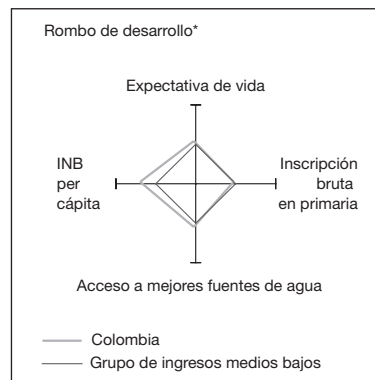 Rombo de desarrollo*
Expectativa de vida
INB
per
cápita
Inscripción
bruta
en primaria
Acceso a mejores fuentes de agua
Colombia
Grupo de ingresos medios bajos